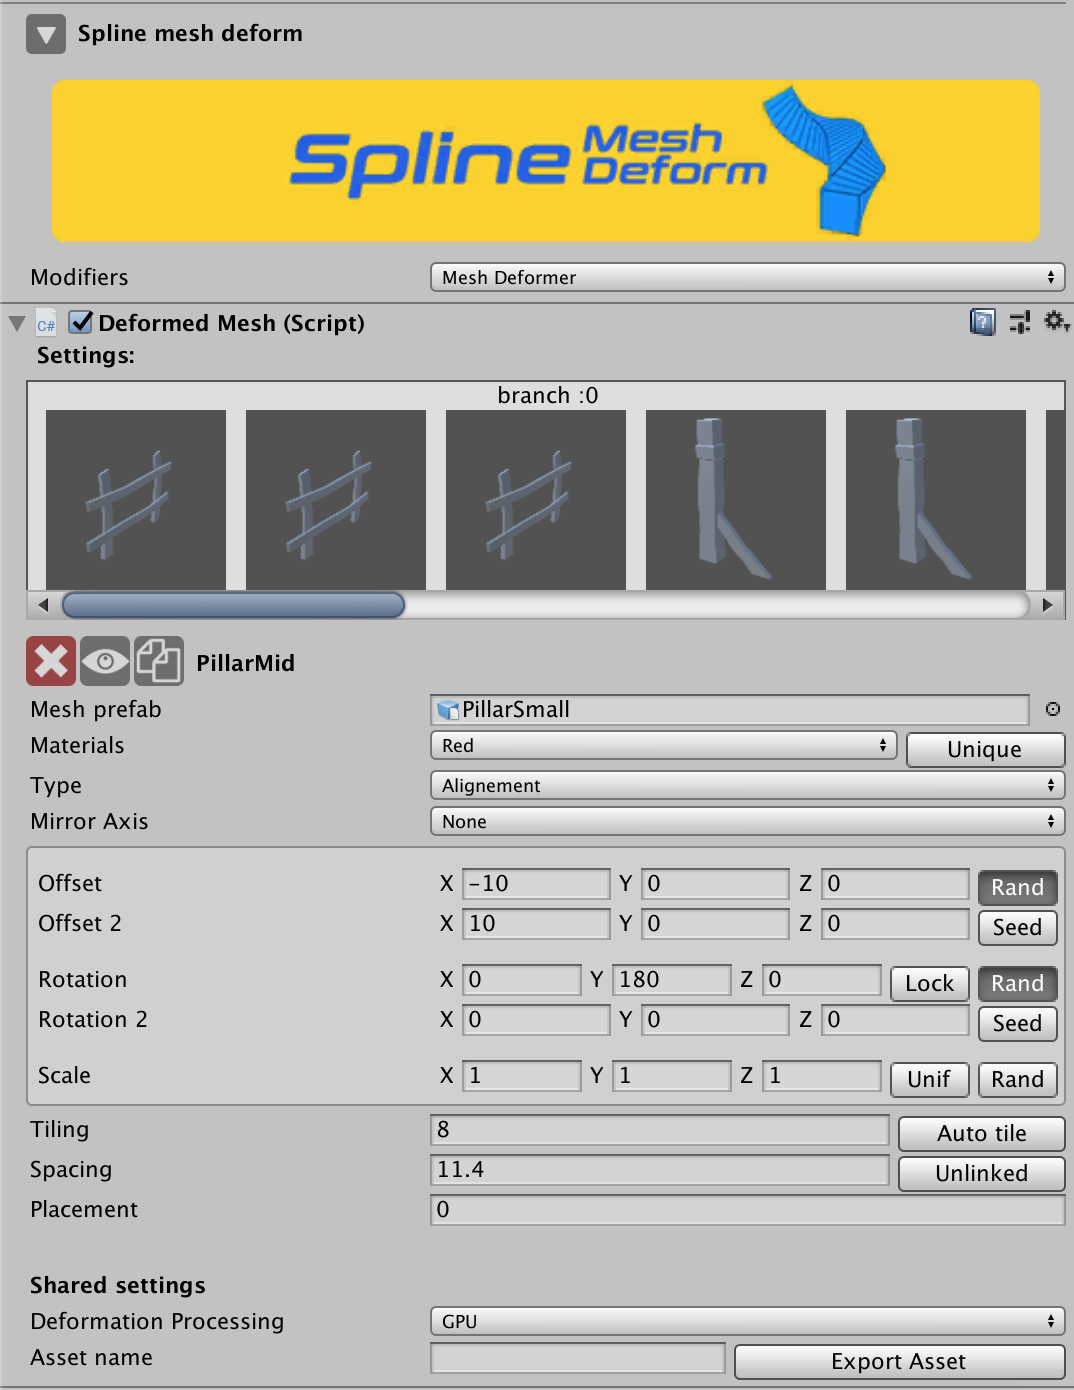 Spline mesh deform
Spline Mesh Deform
Modifiers Mesh Deformer
C# Deformed Mesh (Script) ?
Settings:
branch :0
PillarMid
Mesh prefab PillarSmall
Materials Red Unique
Type Alignement
Mirror Axis None
Offset X -10 Y 0 Z 0 Rand
Offset 2 X 10 Y 0 Z 0 Seed
Rotation X 0 Y 180 Z 0 Lock Rand
Rotation 2 X 0 Y 0 Z 0 Seed
Scale X 1 Y 1 Z 1 Unif Rand
Tiling 8 Auto tile
Spacing 11.4 Unlinked
Placement 0
Shared settings
Deformation Processing GPU
Asset name Export Asset